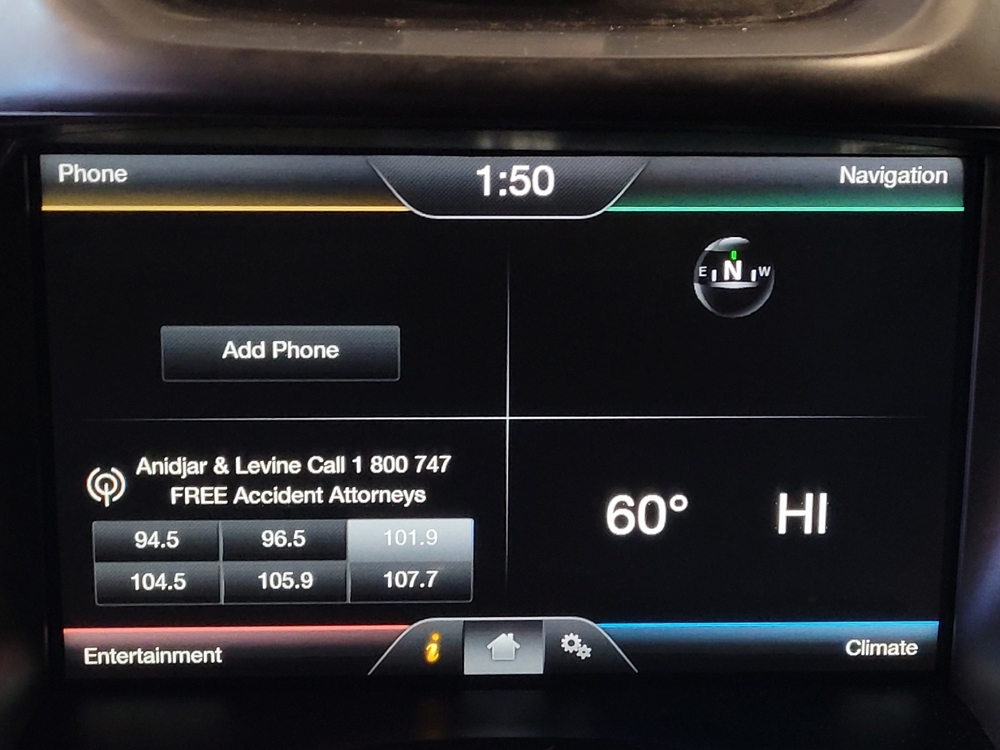 Phone
1:50
Navigation
E N W
Add Phone
Anidjar & Levine Call 1 800 747
FREE Accident Attorneys
94.5 96.5 101.9
104.5 105.9 107.7
60° HI
Entertainment
i
Climate